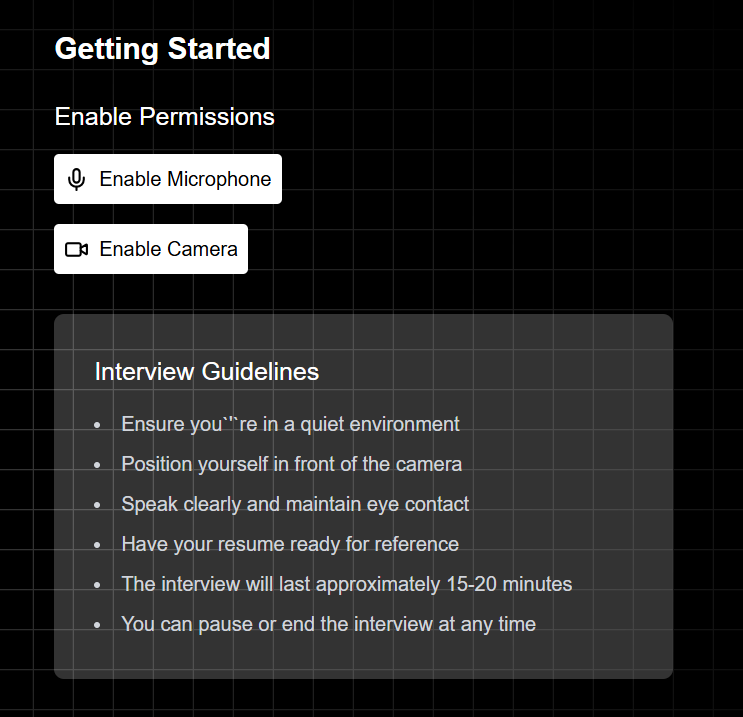 Getting Started
Enable Permissions
Enable Microphone
Enable Camera
Interview Guidelines
• Ensure you`'`re in a quiet environment
• Position yourself in front of the camera
• Speak clearly and maintain eye contact
• Have your resume ready for reference
• The interview will last approximately 15-20 minutes
• You can pause or end the interview at any time